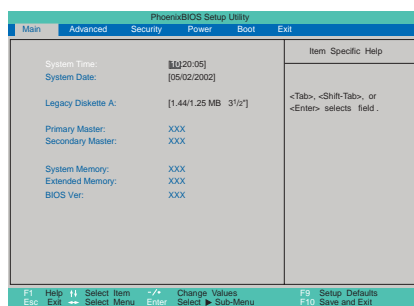 PhoenixBIOS Setup Utility
Main Advanced Security Power Boot Exit
Item Specific Help
System Time: [10:20:05]
System Date: [05/02/2002]
<Tab>, <Shift-Tab>, or
<Enter> selects field .
Legacy Diskette A: [1.44/1.25 MB 3½"]
Primary Master: XXX
Secondary Master: XXX
System Memory: XXX
Extended Memory: XXX
BIOS Ver: XXX
F1 Help ↑↓ Select Item -/+ Change Values F9 Setup Defaults
Esc Exit ←→ Select Menu Enter Select ▶ Sub-Menu F10 Save and Exit